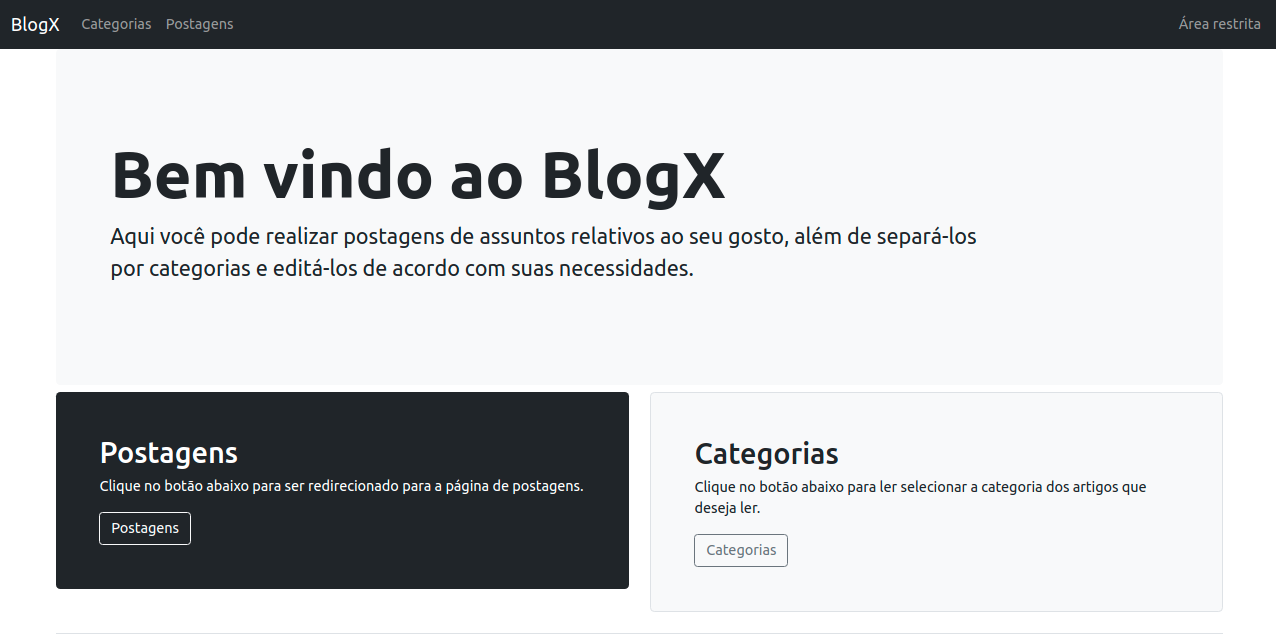 BlogX Categorias Postagens Área restrita
Bem vindo ao BlogX
Aqui você pode realizar postagens de assuntos relativos ao seu gosto, além de separá-los
por categorias e editá-los de acordo com suas necessidades.
Postagens
Clique no botão abaixo para ser redirecionado para a página de postagens.
Postagens
Categorias
Clique no botão abaixo para ler selecionar a categoria dos artigos que
deseja ler.
Categorias